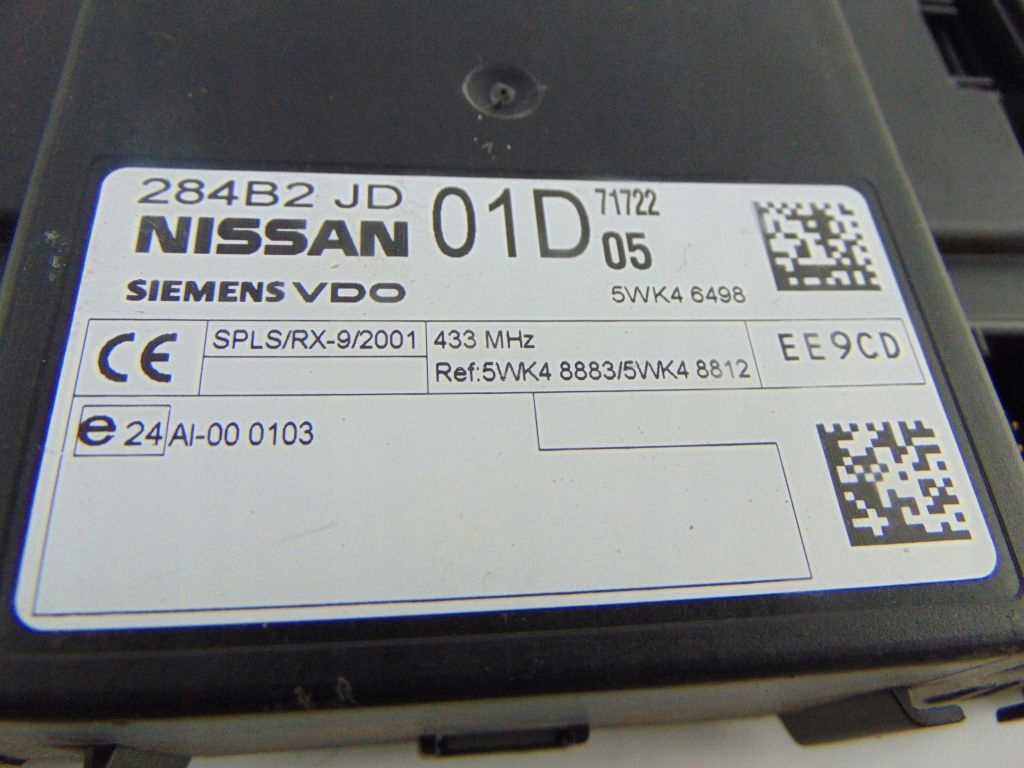 284B2 JD 01D 71722
NISSAN 05
SIEMENS VDO 5WK4 6498
CE SPLS/RX-9/2001 433 MHz EE9CD
Ref:5WK4 8883/5WK4 8812
e 24 AI-00 0103